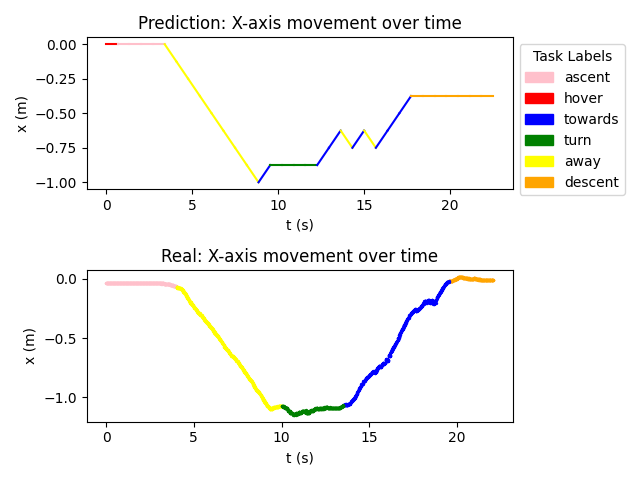 Prediction: X-axis movement over time
0.00
−0.25
−0.50
−0.75
−1.00
x (m)
0
5
10
15
20
t (s)
Task Labels
ascent
hover
towards
turn
away
descent
Real: X-axis movement over time
0.0
−0.5
−1.0
x (m)
0
5
10
15
20
t (s)